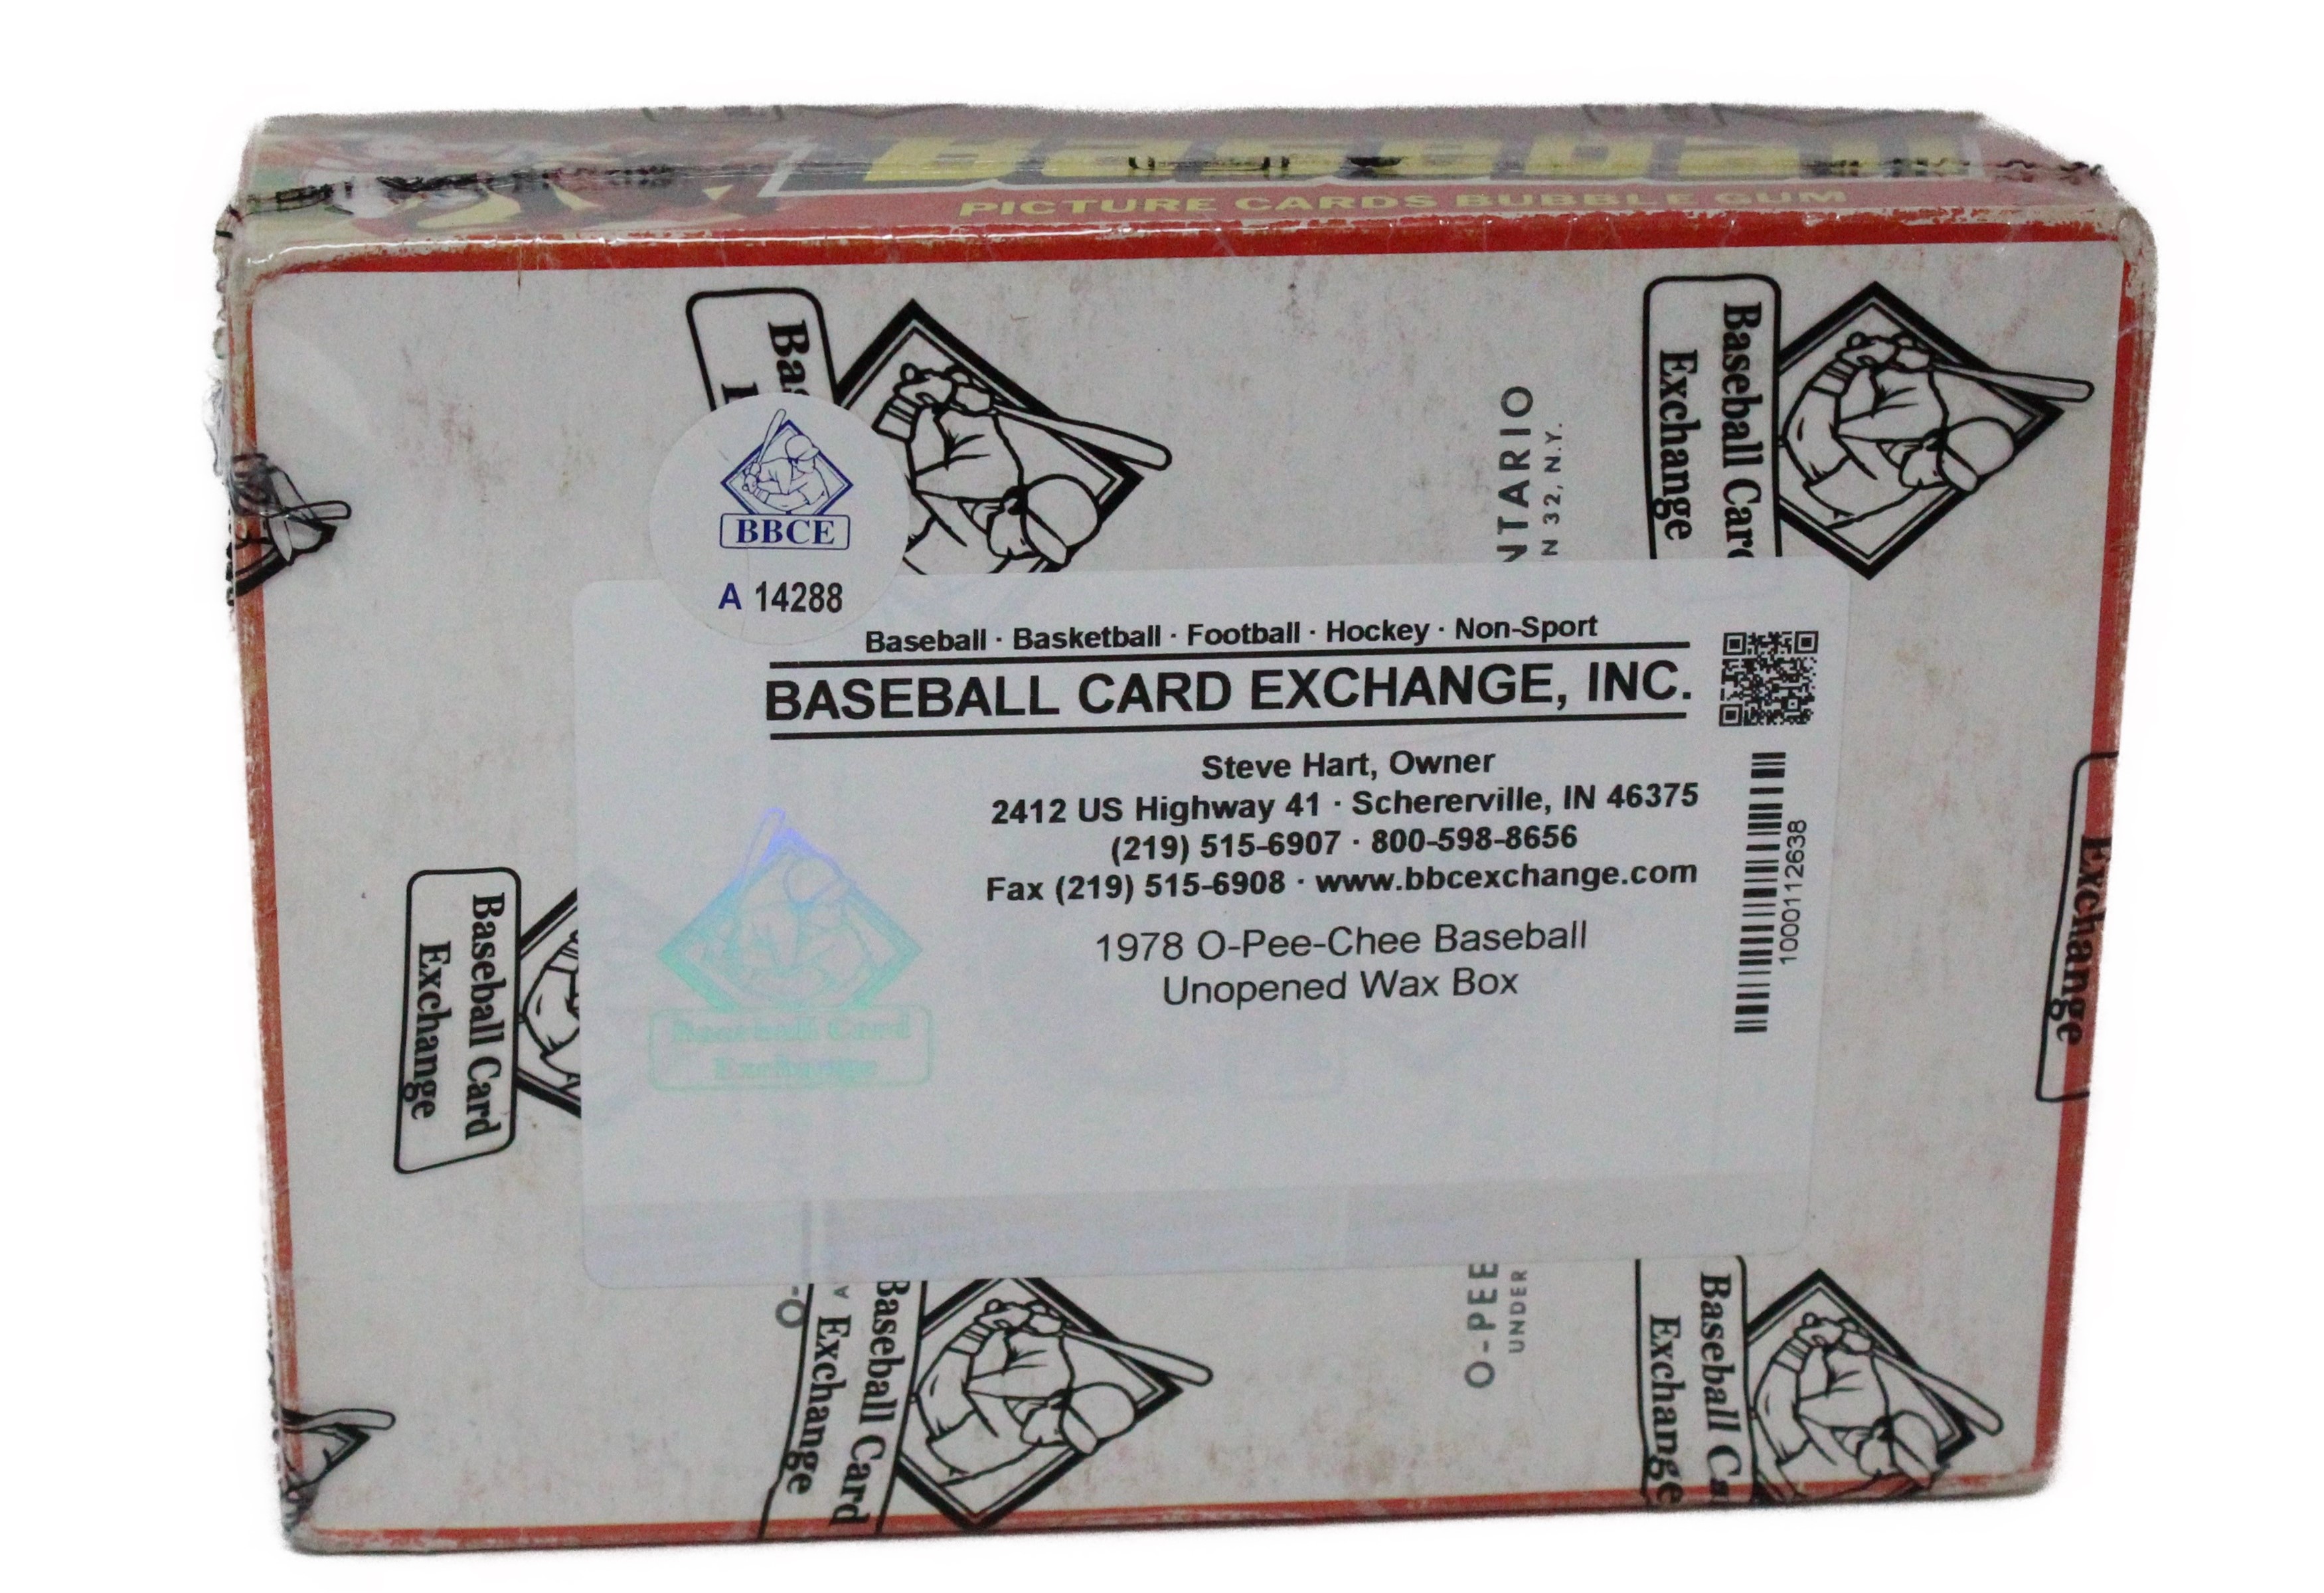 Baseball
PICTURE CARDS BUBBLE GUM
Baseball Card
Exchange
NTARIO
N 32, N.Y.
BBCE
A 14288
Baseball · Basketball · Football · Hockey · Non-Sport
BASEBALL CARD EXCHANGE, INC.
Steve Hart, Owner
2412 US Highway 41 · Schererville, IN 46375
(219) 515-6907 · 800-598-8656
Fax (219) 515-6908 · www.bbcexchange.com
1978 O-Pee-Chee Baseball
Unopened Wax Box
1000112638
Baseball Card
Exchange
Baseball Card
Exchange
Exchange
O-
A
Baseball Card
Exchange
O-PEE
UNDER
Baseball Ca
Exchange